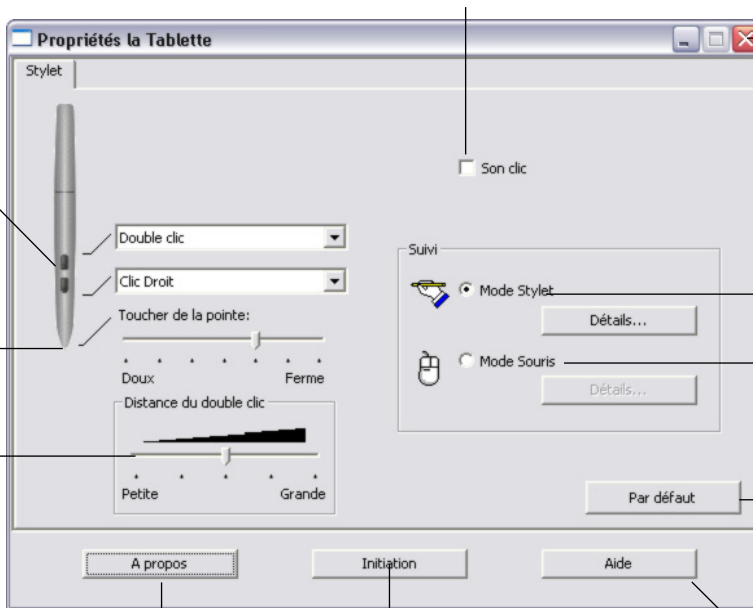 Propriétés la Tablette
Stylet
Son clic
Double clic
Clic Droit
Toucher de la pointe:
Doux Ferme
Distance du double clic
Petite Grande
Suivi
Mode Stylet
Détails...
Mode Souris
Détails...
Par défaut
A propos Initiation Aide